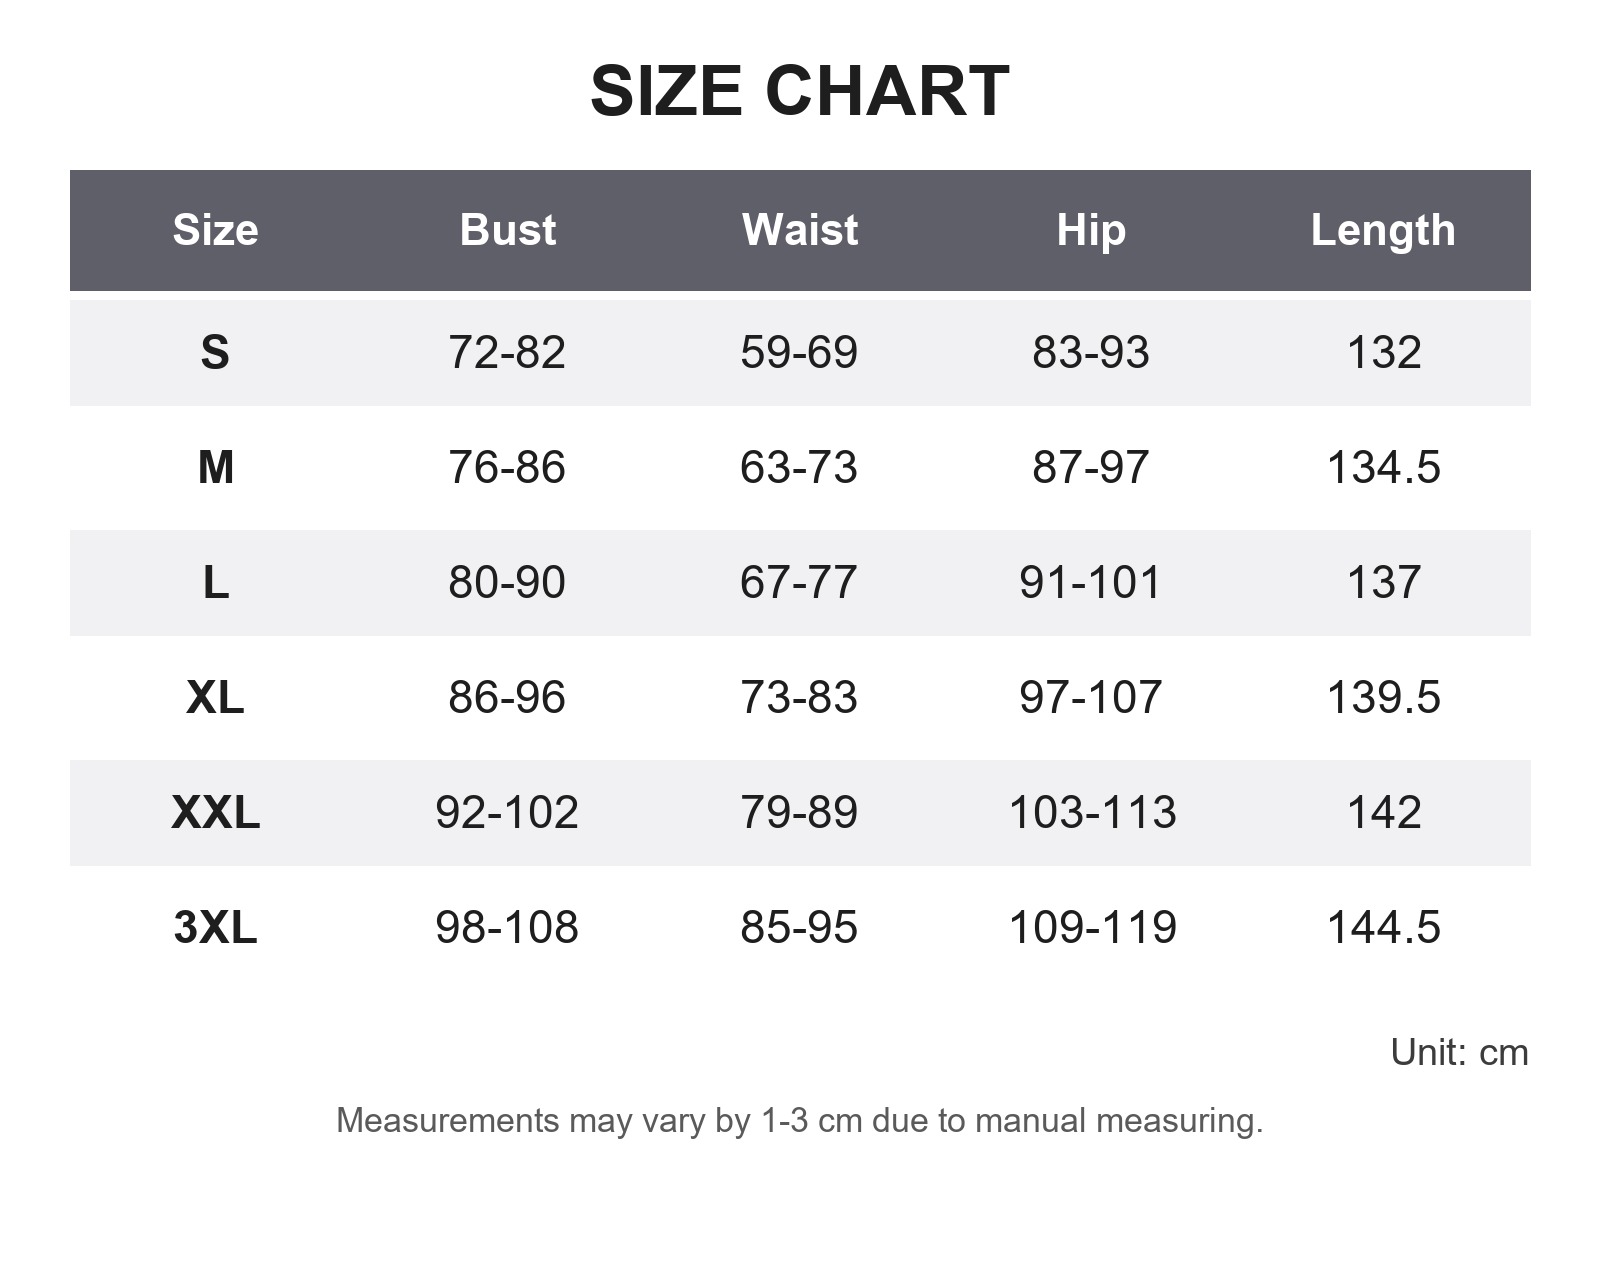 SIZE CHART
Size Bust Waist Hip Length
S 72-82 59-69 83-93 132
M 76-86 63-73 87-97 134.5
L 80-90 67-77 91-101 137
XL 86-96 73-83 97-107 139.5
XXL 92-102 79-89 103-113 142
3XL 98-108 85-95 109-119 144.5
Unit: cm
Measurements may vary by 1-3 cm due to manual measuring.